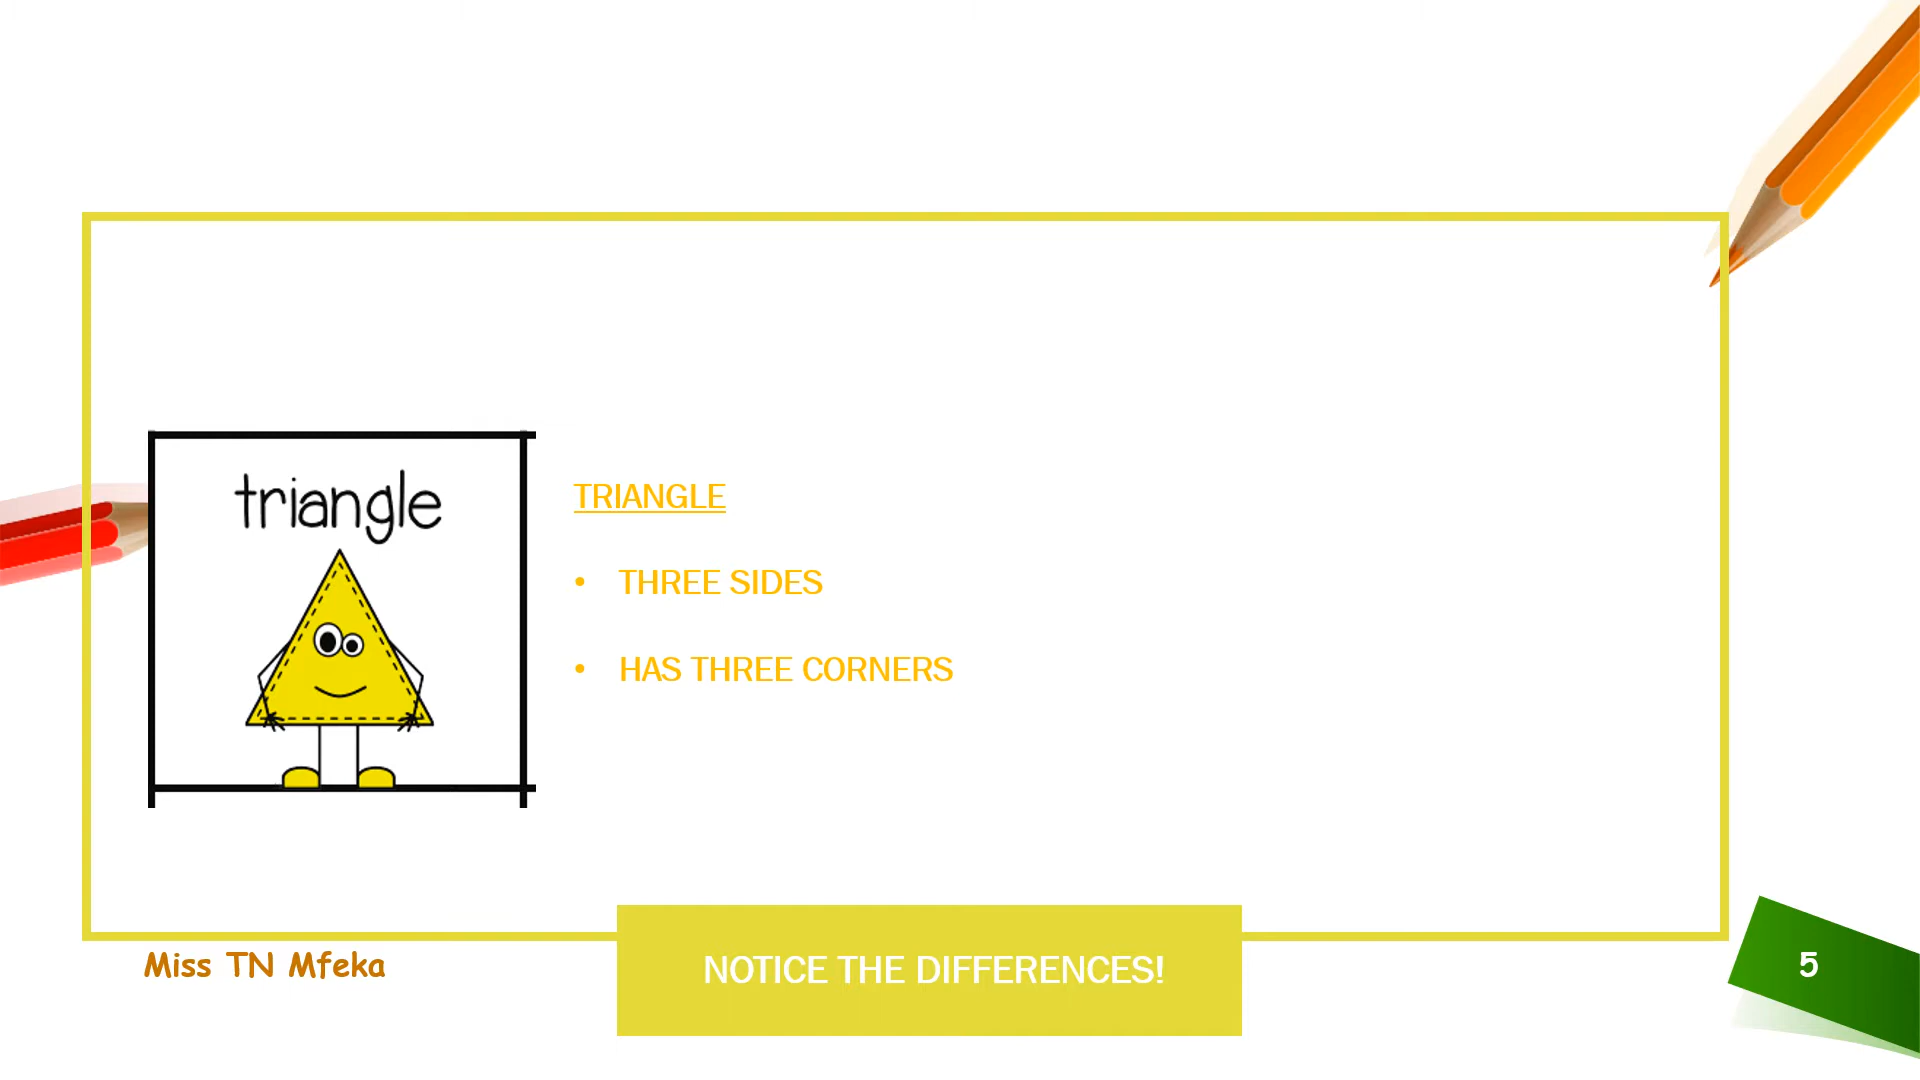 triangle
TRIANGLE
• THREE SIDES
• HAS THREE CORNERS
Miss TN Mfeka
NOTICE THE DIFFERENCES!
5